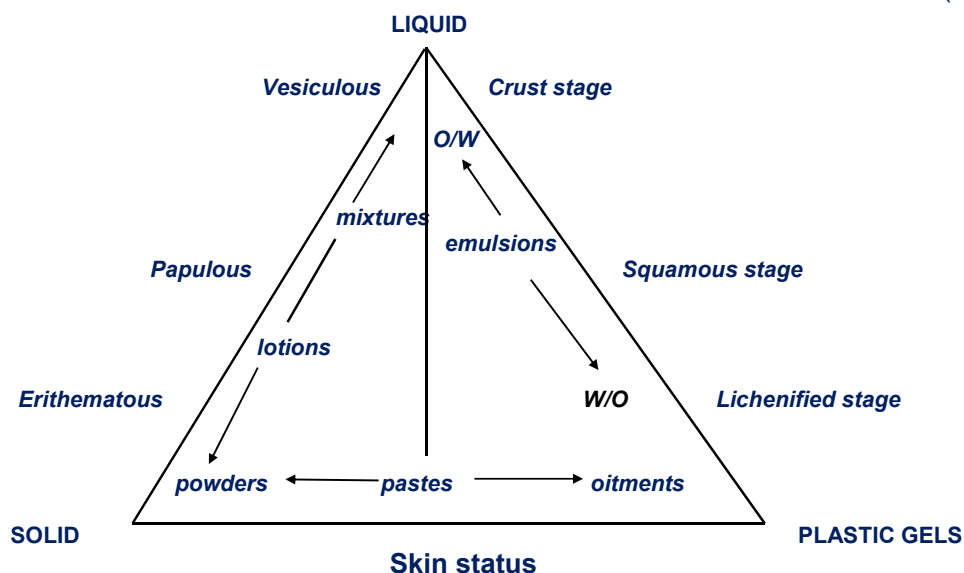 LIQUID
Vesiculous
Crust stage
O/W
mixtures
emulsions
Papulous
Squamous stage
lotions
Erithematous
W/O
Lichenified stage
powders
pastes
oitments
SOLID
PLASTIC GELS
Skin status